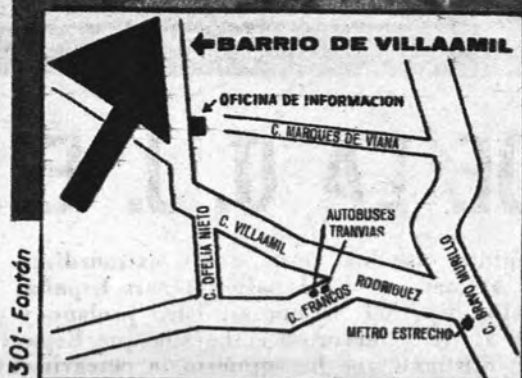 BARRIO DE VILLAAMIL
OFICINA DE INFORMACION
C. MARQUES DE VIANA
C. OFELIA NIETO
C. VILLAAMIL
AUTOBUSES
TRANVIAS
C. FRANCOS RODRIGUEZ
C. BRAVO MURILLO
METRO ESTRECHO
301-Fontán